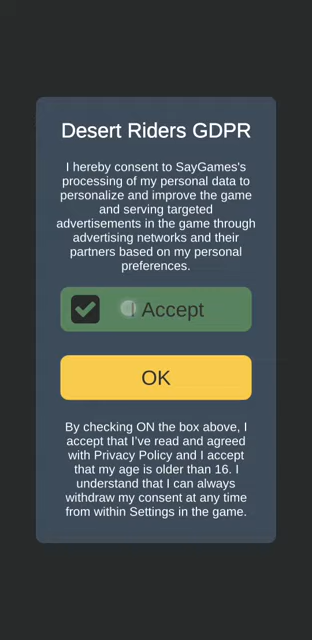 Desert Riders GDPR
I hereby consent to SayGames's
processing of my personal data to
personalize and improve the game
and serving targeted
advertisements in the game through
advertising networks and their
partners based on my personal
preferences.
I Accept
OK
By checking ON the box above, I
accept that I've read and agreed
with Privacy Policy and I accept
that my age is older than 16. I
understand that I can always
withdraw my consent at any time
from within Settings in the game.